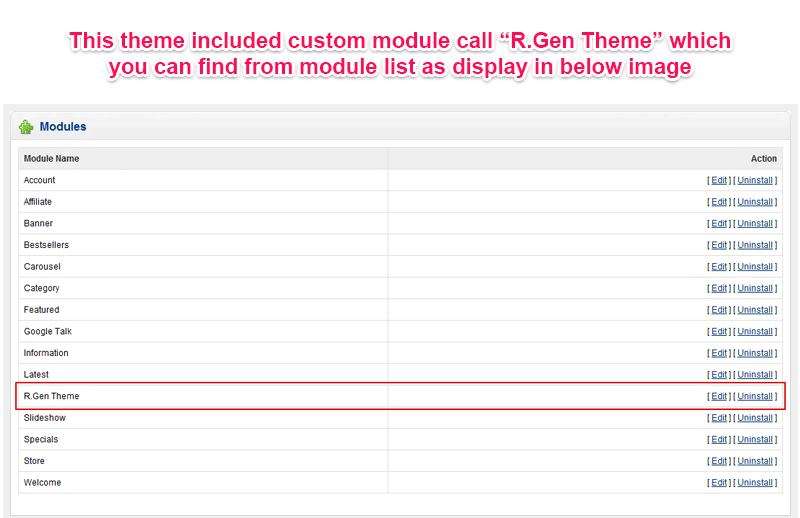 This theme included custom module call “R.Gen Theme” which
you can find from module list as display in below image
Modules
Module Name Action
Account [ Edit ] [ Uninstall ]
Affiliate [ Edit ] [ Uninstall ]
Banner [ Edit ] [ Uninstall ]
Bestsellers [ Edit ] [ Uninstall ]
Carousel [ Edit ] [ Uninstall ]
Category [ Edit ] [ Uninstall ]
Featured [ Edit ] [ Uninstall ]
Google Talk [ Edit ] [ Uninstall ]
Information [ Edit ] [ Uninstall ]
Latest [ Edit ] [ Uninstall ]
R.Gen Theme [ Edit ] [ Uninstall ]
Slideshow [ Edit ] [ Uninstall ]
Specials [ Edit ] [ Uninstall ]
Store [ Edit ] [ Uninstall ]
Welcome [ Edit ] [ Uninstall ]